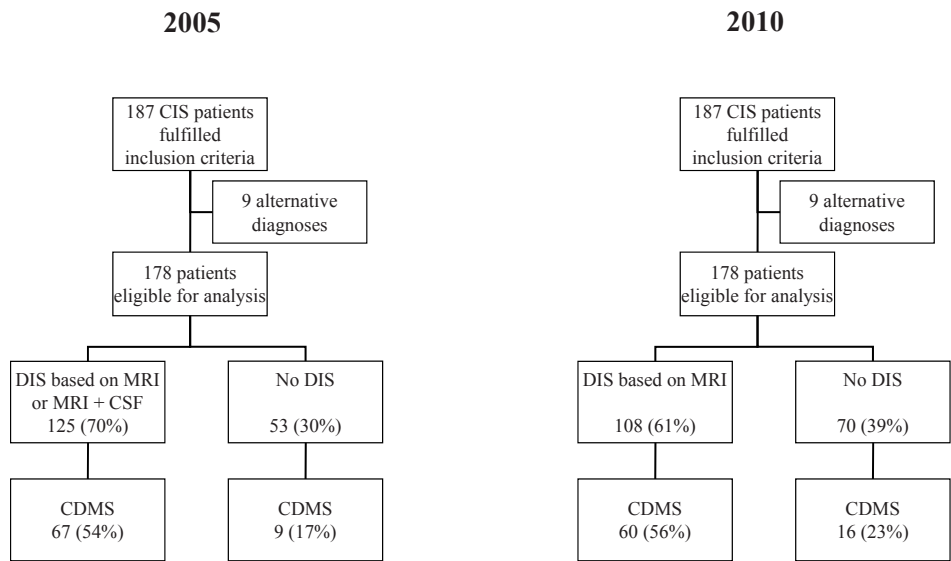 2005
187 CIS patients
fulfilled
inclusion criteria
9 alternative
diagnoses
178 patients
eligible for analysis
DIS based on MRI
or MRI + CSF
125 (70%)
No DIS
53 (30%)
CDMS
67 (54%)
CDMS
9 (17%)
2010
187 CIS patients
fulfilled
inclusion criteria
9 alternative
diagnoses
178 patients
eligible for analysis
DIS based on MRI
108 (61%)
No DIS
70 (39%)
CDMS
60 (56%)
CDMS
16 (23%)